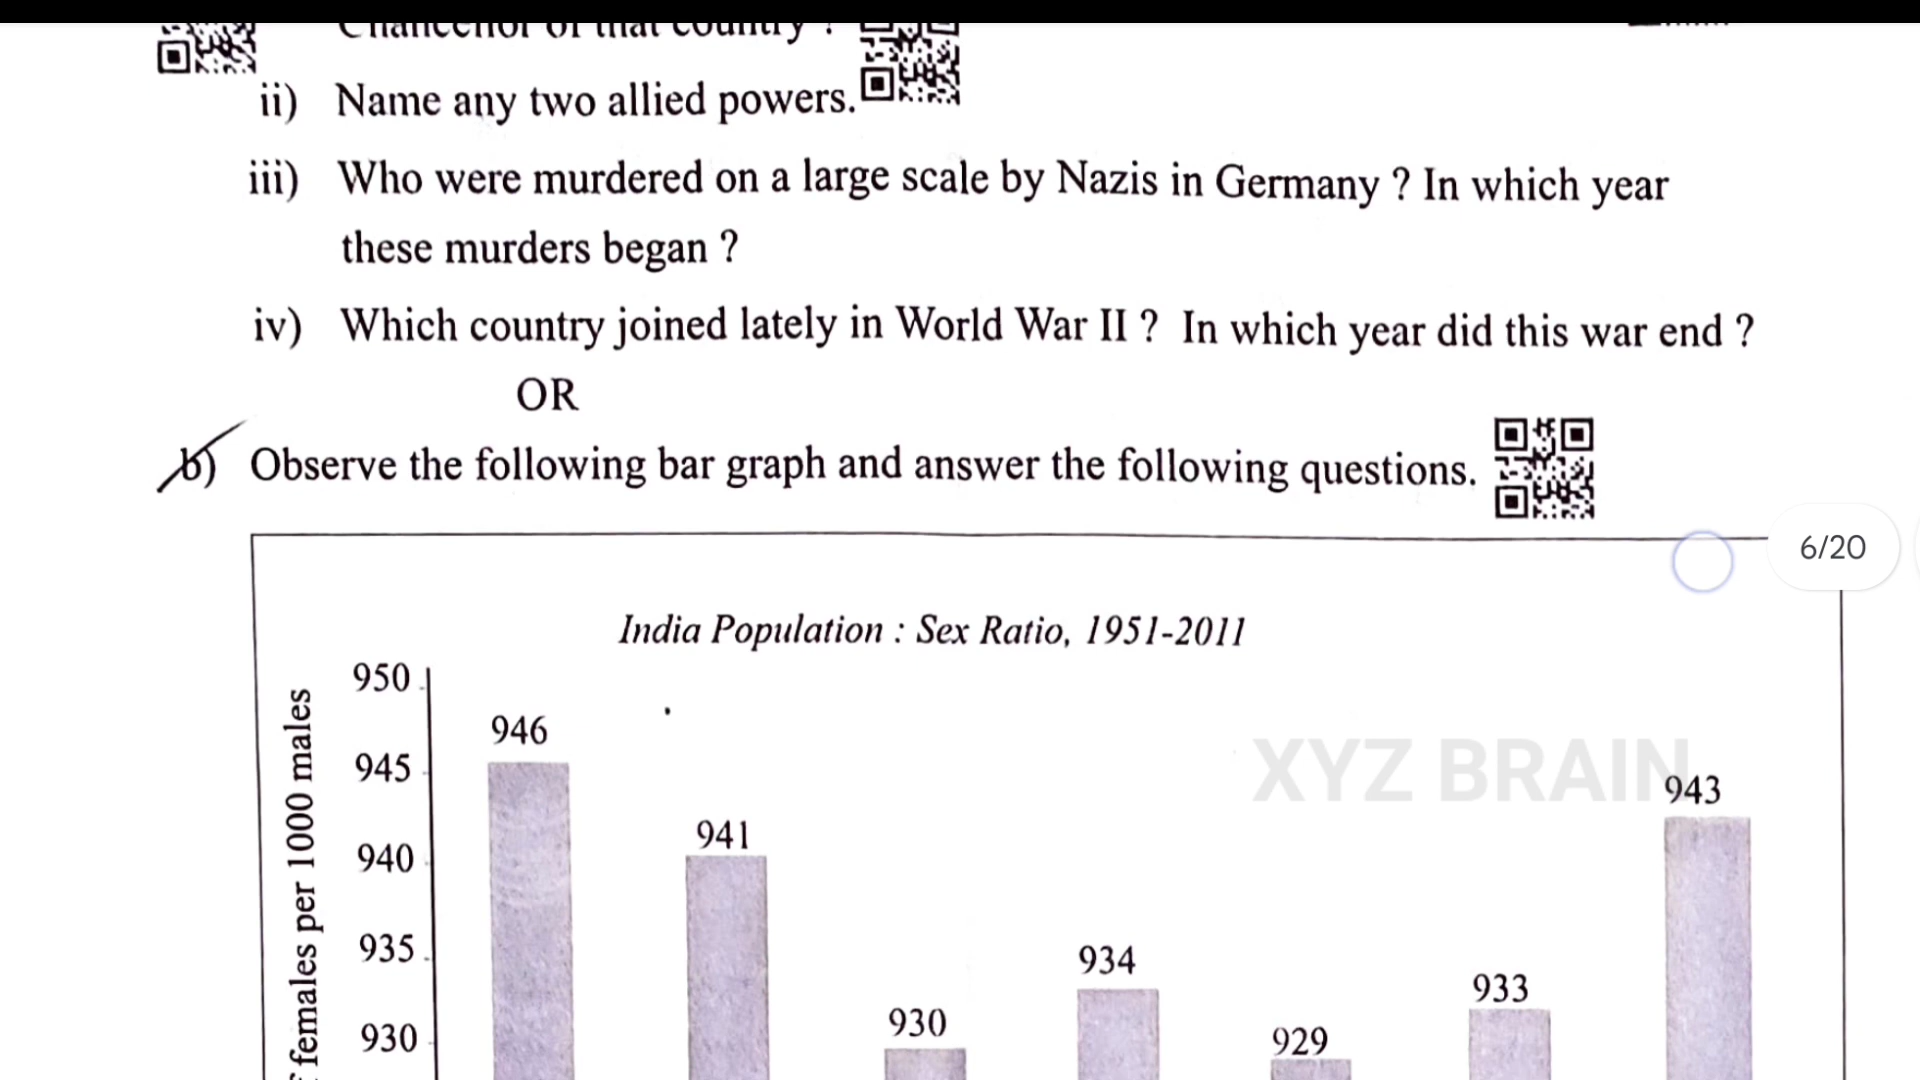 Chancellor of that country ?
ii) Name any two allied powers.
iii) Who were murdered on a large scale by Nazis in Germany ? In which year
these murders began ?
iv) Which country joined lately in World War II ? In which year did this war end ?
OR
b) Observe the following bar graph and answer the following questions.
6/20
India Population : Sex Ratio, 1951-2011
950
946
945
XYZ BRAIN
943
941
940
935
934
933
930
930
929
females per 1000 males